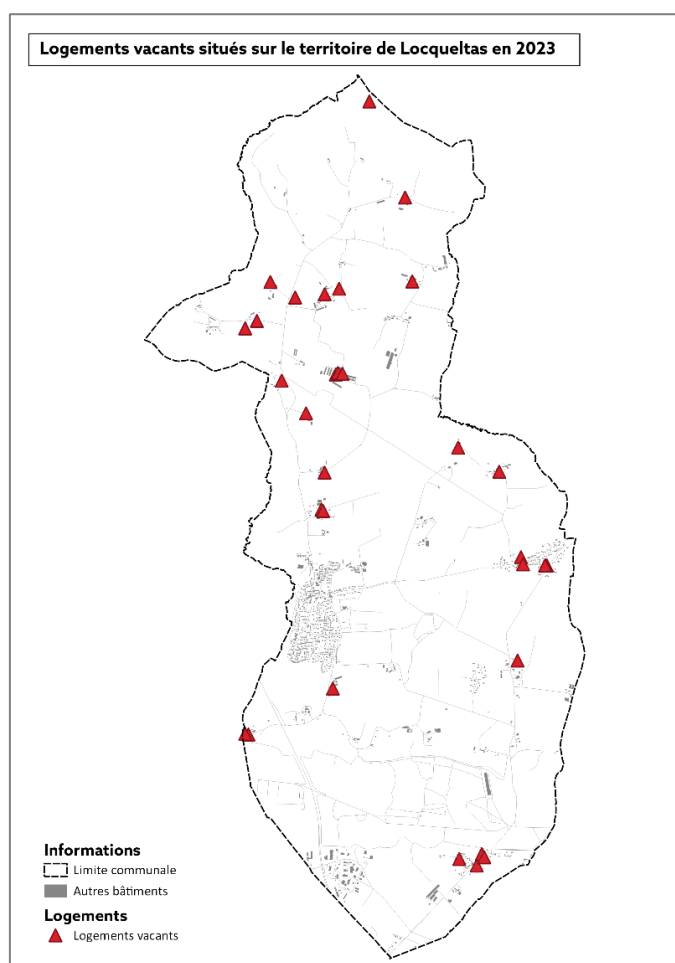 Logements vacants situés sur le territoire de Locqueltas en 2023
Informations
Limite communale
Autres bâtiments
Logements
Logements vacants